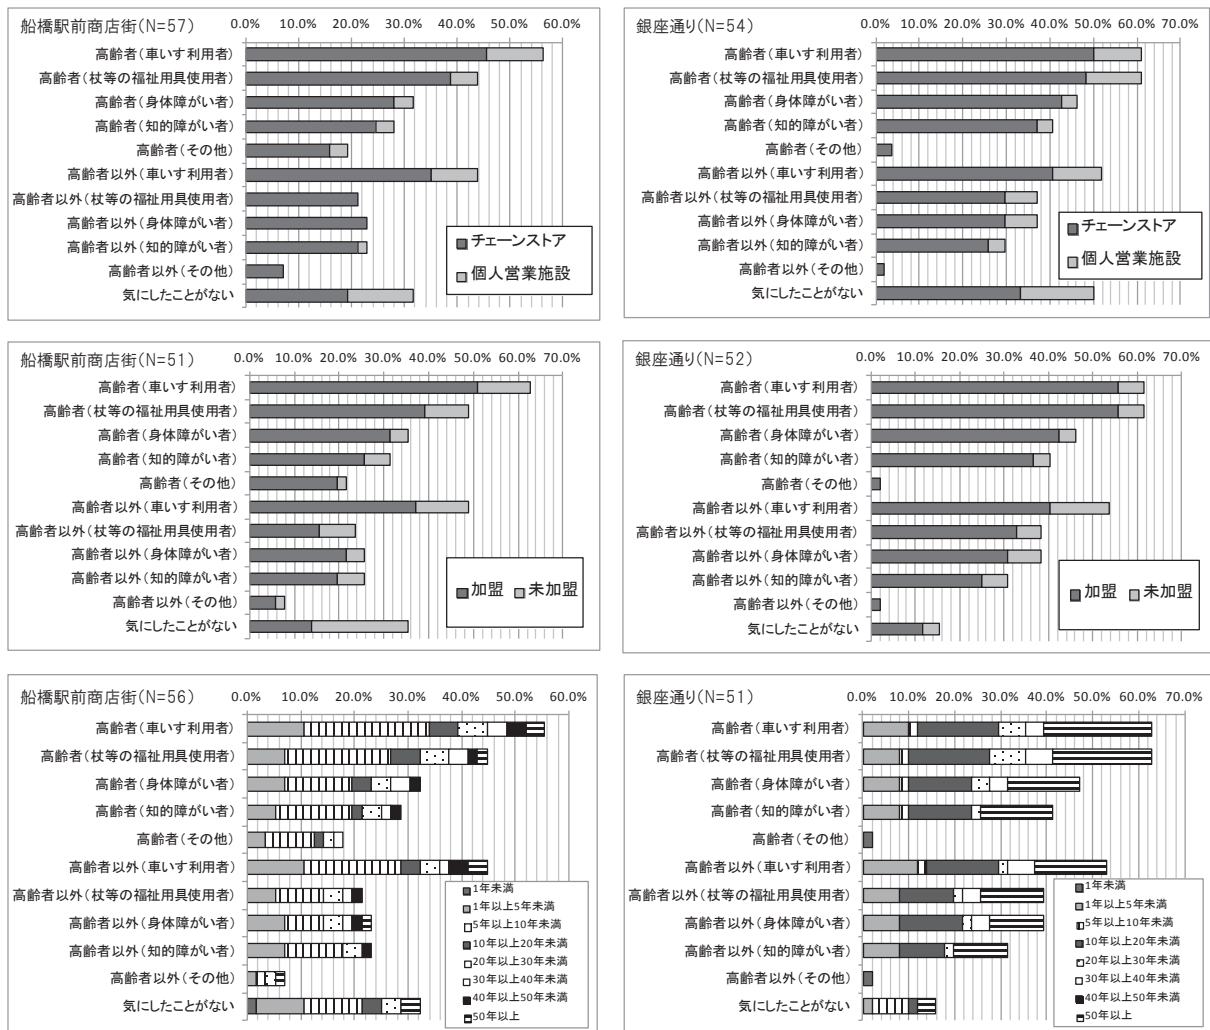 船橋駅前商店街(N=57)
0.0% 10.0% 20.0% 30.0% 40.0% 50.0% 60.0%
高齢者(車いす利用者)
高齢者(杖等の福祉用具使用者)
高齢者(身体障がい者)
高齢者(知的障がい者)
高齢者(その他)
高齢者以外(車いす利用者)
高齢者以外(杖等の福祉用具使用者)
高齢者以外(身体障がい者)
高齢者以外(知的障がい者)
高齢者以外(その他)
気にしたことがない
チェーンストア
個人営業施設
銀座通り(N=54)
0.0% 10.0% 20.0% 30.0% 40.0% 50.0% 60.0% 70.0%
高齢者(車いす利用者)
高齢者(杖等の福祉用具使用者)
高齢者(身体障がい者)
高齢者(知的障がい者)
高齢者(その他)
高齢者以外(車いす利用者)
高齢者以外(杖等の福祉用具使用者)
高齢者以外(身体障がい者)
高齢者以外(知的障がい者)
高齢者以外(その他)
気にしたことがない
チェーンストア
個人営業施設
船橋駅前商店街(N=51)
0.0% 10.0% 20.0% 30.0% 40.0% 50.0% 60.0% 70.0%
高齢者(車いす利用者)
高齢者(杖等の福祉用具使用者)
高齢者(身体障がい者)
高齢者(知的障がい者)
高齢者(その他)
高齢者以外(車いす利用者)
高齢者以外(杖等の福祉用具使用者)
高齢者以外(身体障がい者)
高齢者以外(知的障がい者)
高齢者以外(その他)
気にしたことがない
加盟 未加盟
銀座通り(N=52)
0.0% 10.0% 20.0% 30.0% 40.0% 50.0% 60.0% 70.0%
高齢者(車いす利用者)
高齢者(杖等の福祉用具使用者)
高齢者(身体障がい者)
高齢者(知的障がい者)
高齢者(その他)
高齢者以外(車いす利用者)
高齢者以外(杖等の福祉用具使用者)
高齢者以外(身体障がい者)
高齢者以外(知的障がい者)
高齢者以外(その他)
気にしたことがない
加盟 未加盟
船橋駅前商店街(N=56)
0.0% 10.0% 20.0% 30.0% 40.0% 50.0% 60.0%
高齢者(車いす利用者)
高齢者(杖等の福祉用具使用者)
高齢者(身体障がい者)
高齢者(知的障がい者)
高齢者(その他)
高齢者以外(車いす利用者)
高齢者以外(杖等の福祉用具使用者)
高齢者以外(身体障がい者)
高齢者以外(知的障がい者)
高齢者以外(その他)
気にしたことがない
1年未満
1年以上5年未満
5年以上10年未満
10年以上20年未満
20年以上30年未満
30年以上40年未満
40年以上50年未満
50年以上
銀座通り(N=51)
0.0% 10.0% 20.0% 30.0% 40.0% 50.0% 60.0% 70.0%
高齢者(車いす利用者)
高齢者(杖等の福祉用具使用者)
高齢者(身体障がい者)
高齢者(知的障がい者)
高齢者(その他)
高齢者以外(車いす利用者)
高齢者以外(杖等の福祉用具使用者)
高齢者以外(身体障がい者)
高齢者以外(知的障がい者)
高齢者以外(その他)
気にしたことがない
1年未満
1年以上5年未満
5年以上10年未満
10年以上20年未満
20年以上30年未満
30年以上40年未満
40年以上50年未満
50年以上